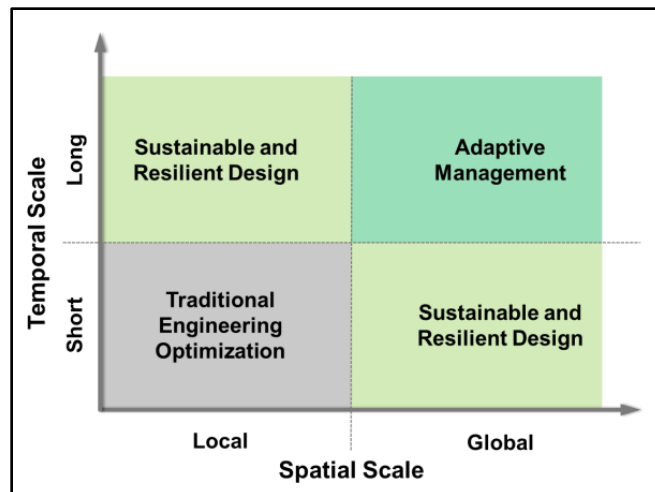 Temporal Scale
Long
Short
Sustainable and
Resilient Design
Adaptive
Management
Traditional
Engineering
Optimization
Sustainable and
Resilient Design
Local
Global
Spatial Scale